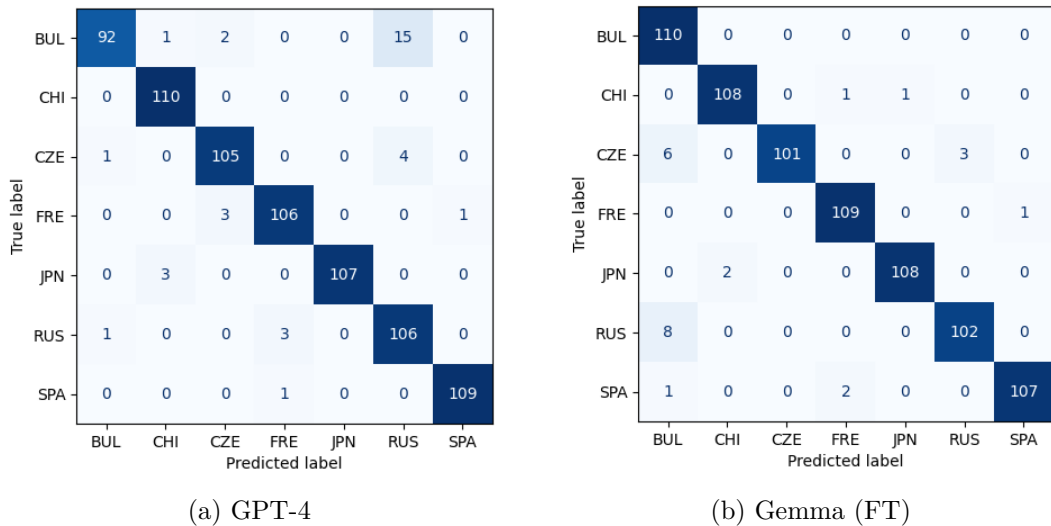 BUL 92 1 2 0 0 15 0
CHI 0 110 0 0 0 0 0
CZE 1 0 105 0 0 4 0
FRE 0 0 3 106 0 0 1
JPN 0 3 0 0 107 0 0
RUS 1 0 0 3 0 106 0
SPA 0 0 0 1 0 0 109
BUL CHI CZE FRE JPN RUS SPA
Predicted label
True label
(a) GPT-4
BUL 110 0 0 0 0 0 0
CHI 0 108 0 1 1 0 0
CZE 6 0 101 0 0 3 0
FRE 0 0 0 109 0 0 1
JPN 0 2 0 0 108 0 0
RUS 8 0 0 0 0 102 0
SPA 1 0 0 2 0 0 107
BUL CHI CZE FRE JPN RUS SPA
Predicted label
True label
(b) Gemma (FT)